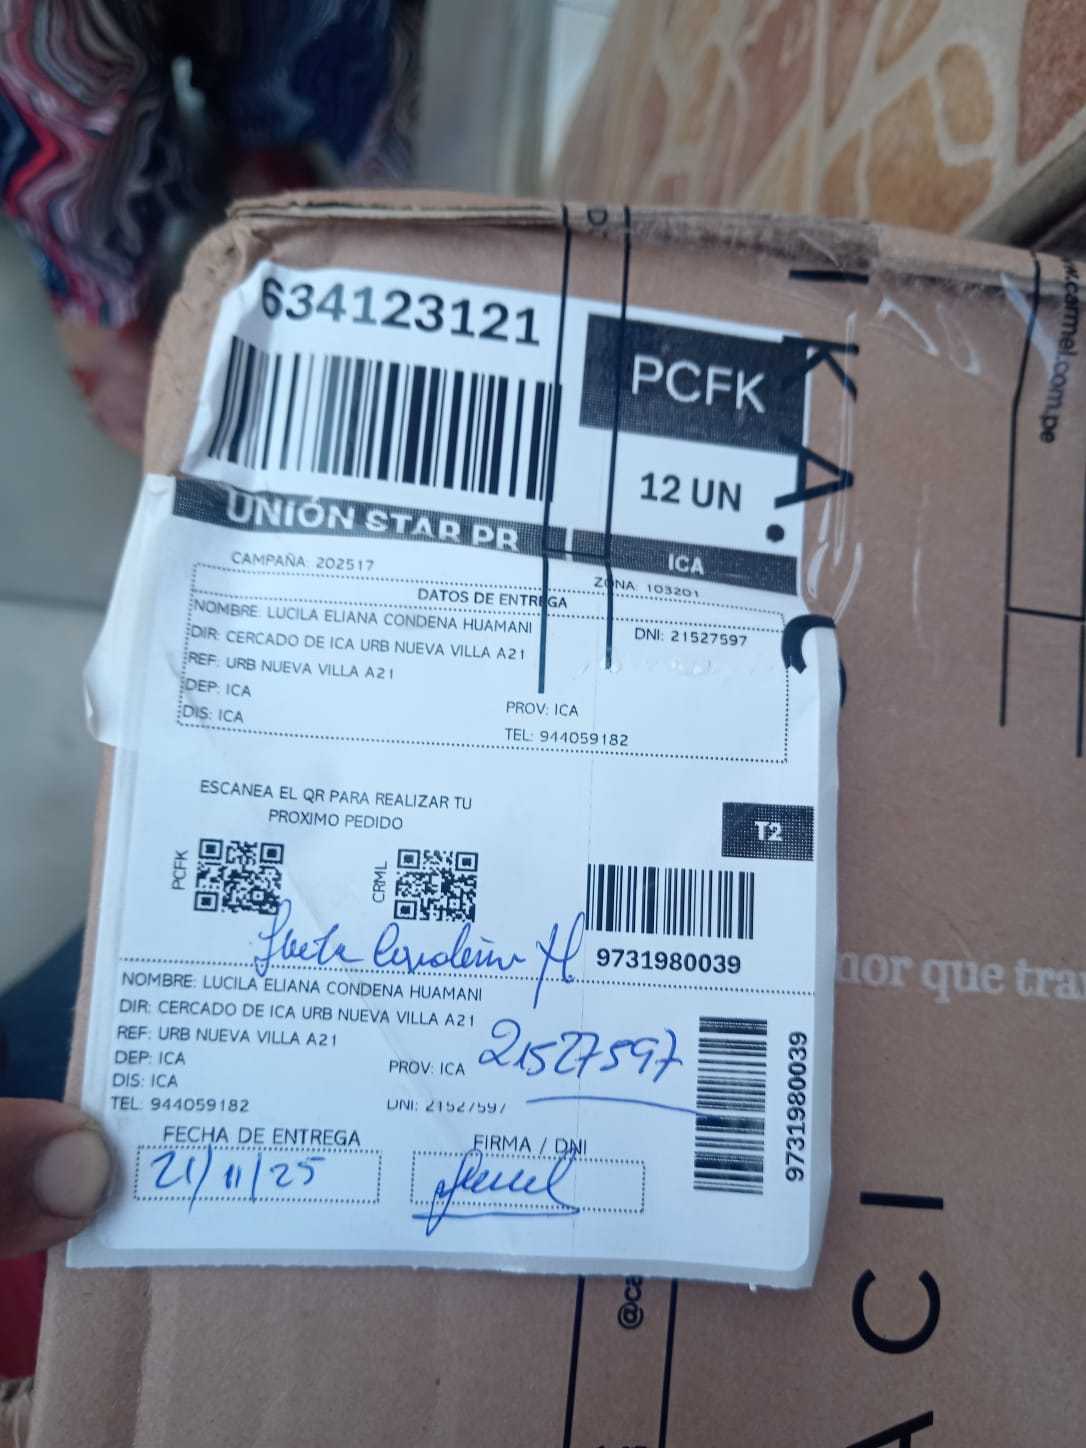 634123121
PCFK
12 UN
UNIÓN STAR PR
ICA
CAMPAÑA: 202517
ZONA: 103201
DATOS DE ENTREGA
NOMBRE: LUCILA ELIANA CONDENA HUAMANI
DNI: 21527597
DIR: CERCADO DE ICA URB NUEVA VILLA A21
REF: URB NUEVA VILLA A21
DEP: ICA
PROV: ICA
DIS: ICA
TEL: 944059182
ESCANEA EL QR PARA REALIZAR TU
PROXIMO PEDIDO
T2
PCFK
CRML
9731980039
NOMBRE: LUCILA ELIANA CONDENA HUAMANI
DIR: CERCADO DE ICA URB NUEVA VILLA A21
REF: URB NUEVA VILLA A21
DEP: ICA
PROV: ICA
21527597
DIS: ICA
TEL: 944059182
DNI: 21527597
9731980039
FECHA DE ENTREGA
FIRMA / DNI
21/11/25
w.carmel.com.pe
mor que tra
@ca